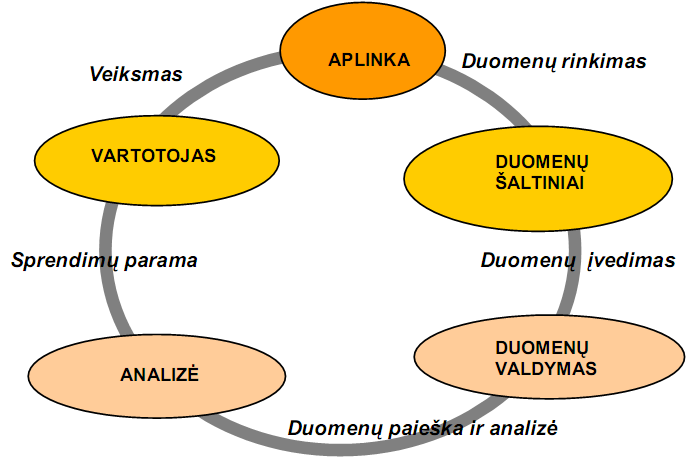 APLINKA
Duomenų rinkimas
Veiksmas
VARTOTOJAS
DUOMENŲ
ŠALTINIAI
Sprendimų parama
Duomenų įvedimas
ANALIZĖ
DUOMENŲ
VALDYMAS
Duomenų paieška ir analizė